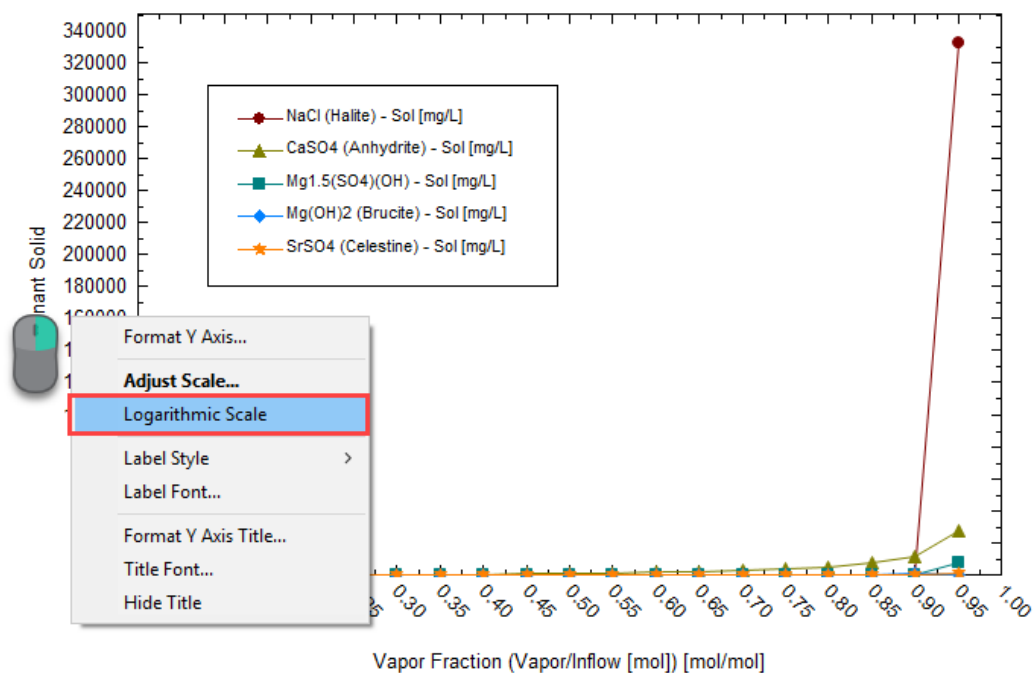 340000
320000
300000
280000
260000
240000
220000
200000
180000
NaCl (Halite) - Sol [mg/L]
CaSO4 (Anhydrite) - Sol [mg/L]
Mg1.5(SO4)(OH) - Sol [mg/L]
Mg(OH)2 (Brucite) - Sol [mg/L]
SrSO4 (Celestine) - Sol [mg/L]
nant Solid
Format Y Axis...
Adjust Scale...
Logarithmic Scale
Label Style
Label Font...
Format Y Axis Title...
Title Font...
Hide Title
0.30 0.35 0.40 0.45 0.50 0.55 0.60 0.65 0.70 0.75 0.80 0.85 0.90 0.95 1.00
Vapor Fraction (Vapor/Inflow [mol]) [mol/mol]